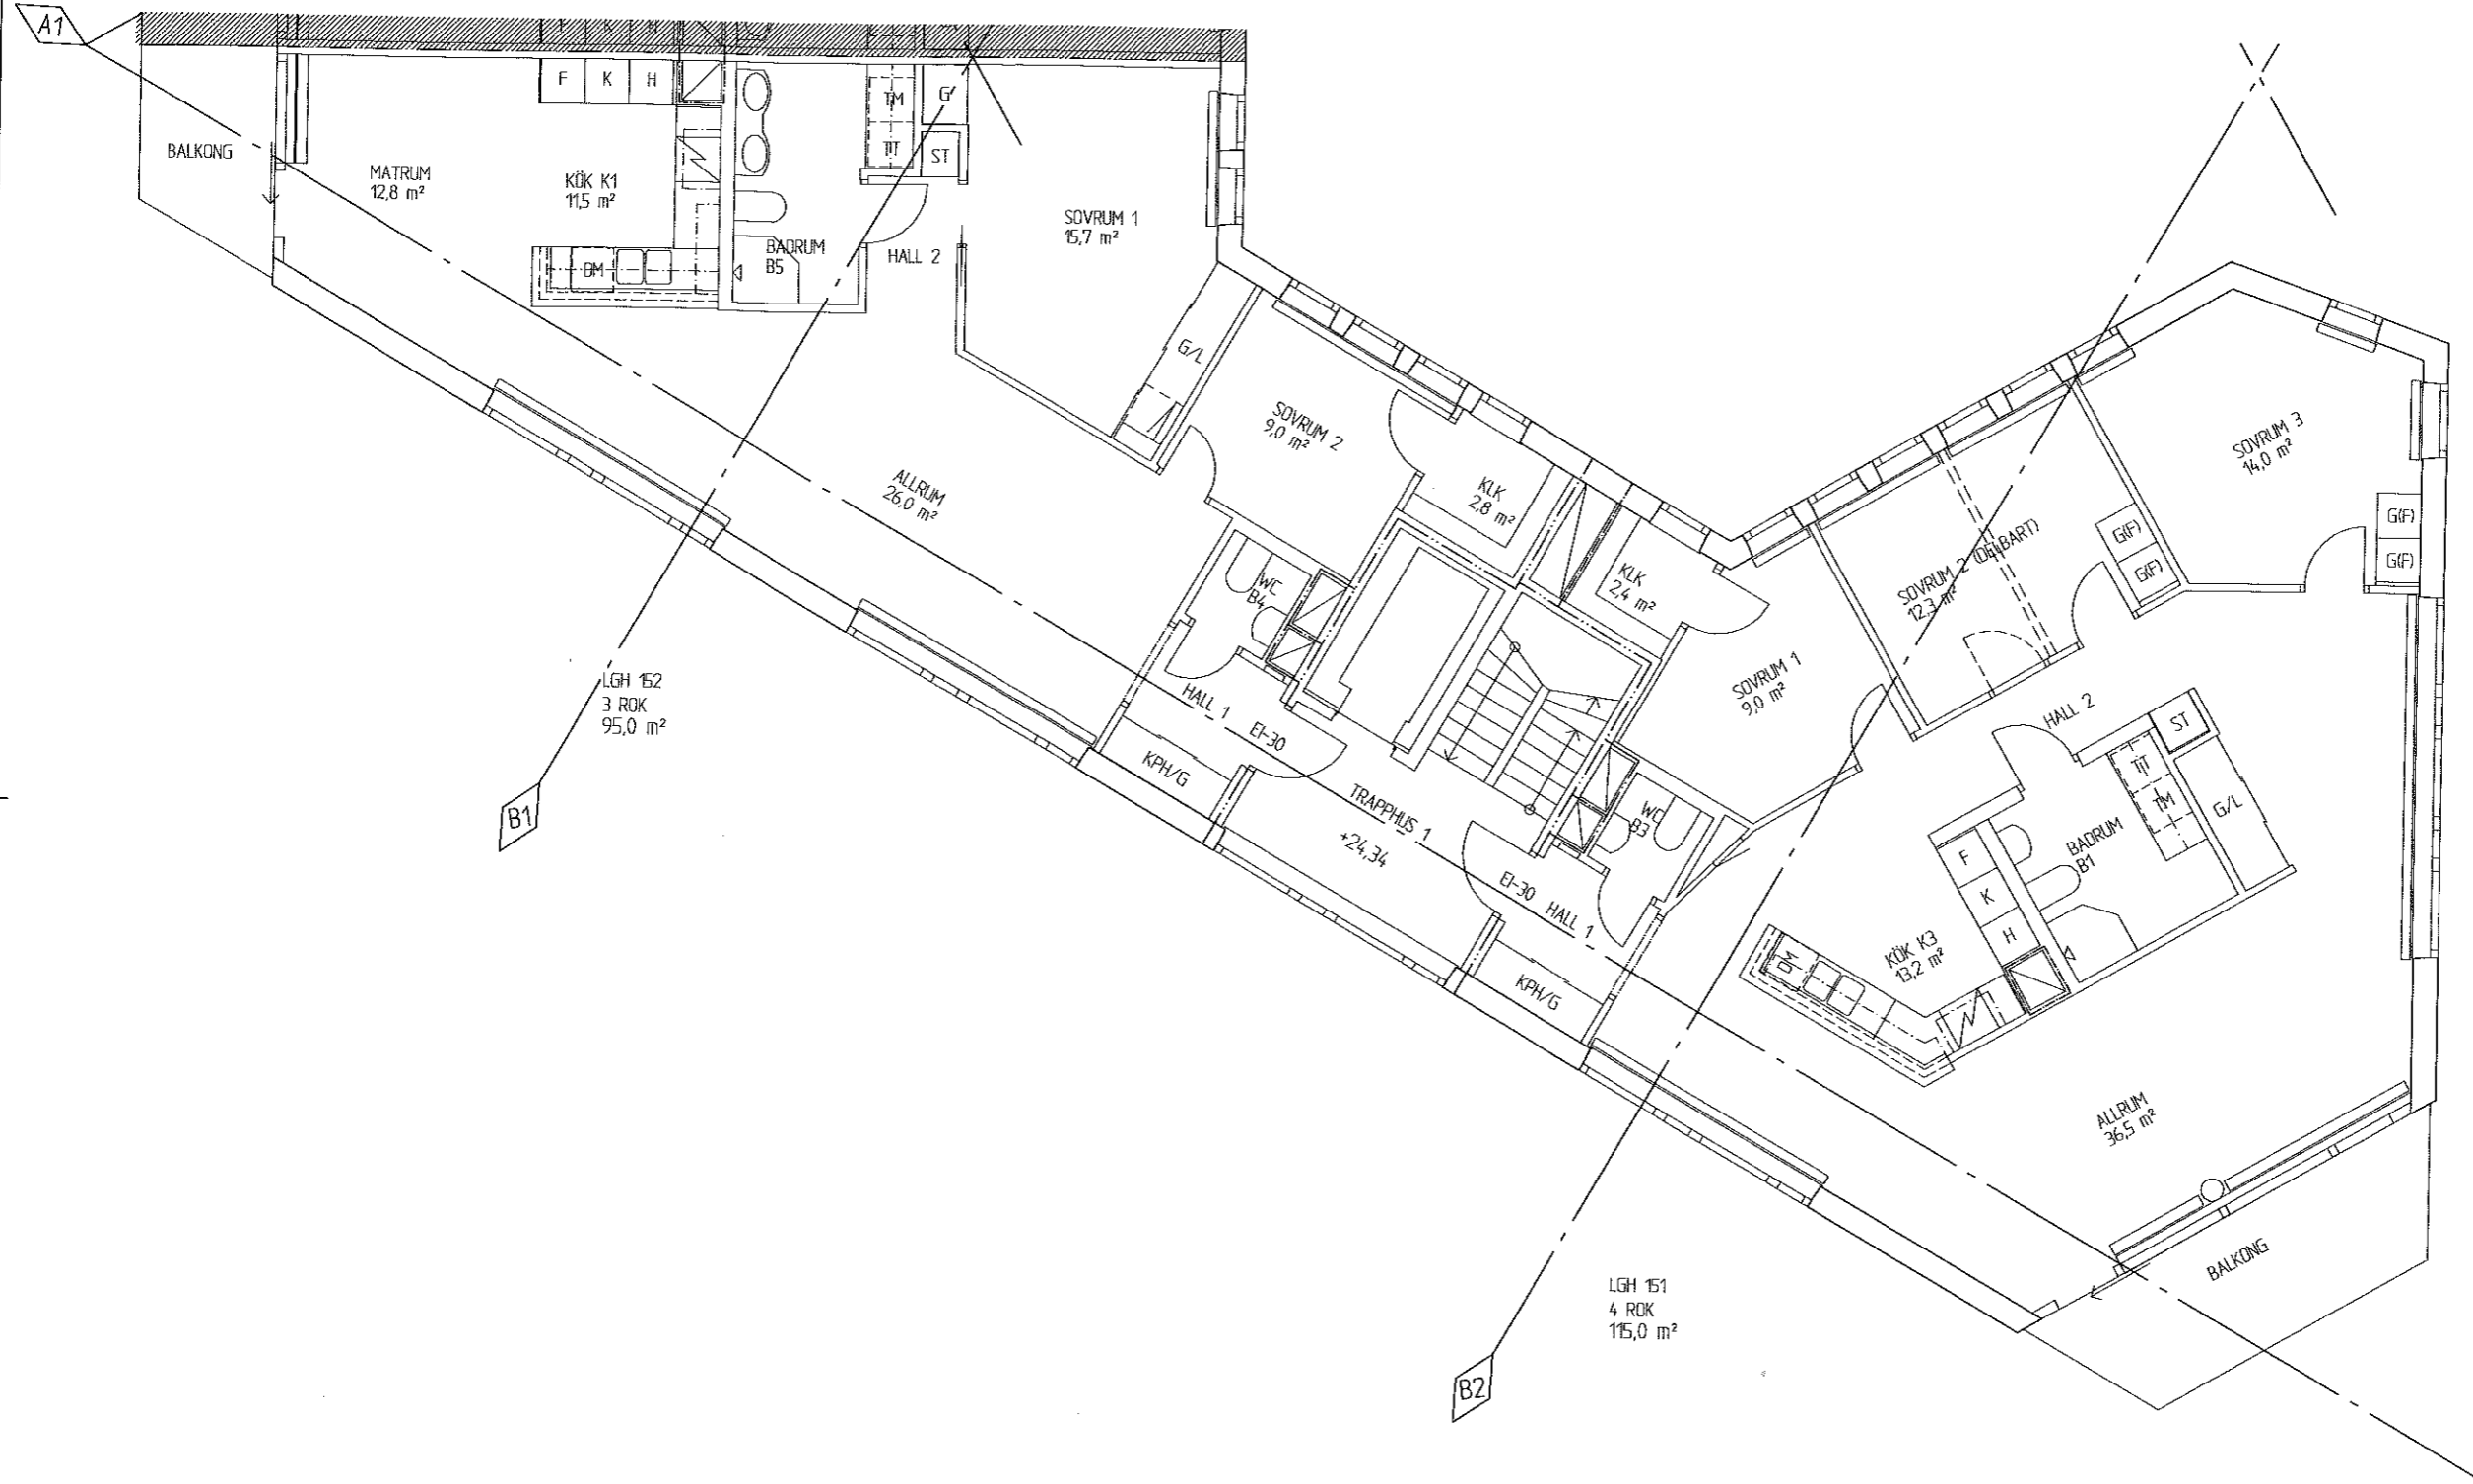 A1
F K H
TM
G
TT
ST
BALKONG
MATRUM
12,8 m²
KÖK K1
11,5 m²
BADRUM
B5
HALL 2
SOVRUM 1
15,7 m²
DM
G/L
SOVRUM 2
9,0 m²
KLK
2,8 m²
ALLRUM
26,0 m²
WC
B4
HALL 1
EI-30
KPH/G
LGH 152
3 ROK
95,0 m²
B1
TRAPPHUS 1
+24,34
KLK
2,4 m²
SOVRUM 1
9,0 m²
SOVRUM 2 (DELBART)
12,3 m²
G(F)
G(F)
SOVRUM 3
14,0 m²
G(F)
G(F)
HALL 2
ST
TT
TM
G/L
BADRUM
B1
WC
B3
EI-30
HALL 1
KPH/G
F
K
H
KÖK K3
13,2 m²
DM
ALLRUM
36,5 m²
BALKONG
LGH 151
4 ROK
115,0 m²
B2